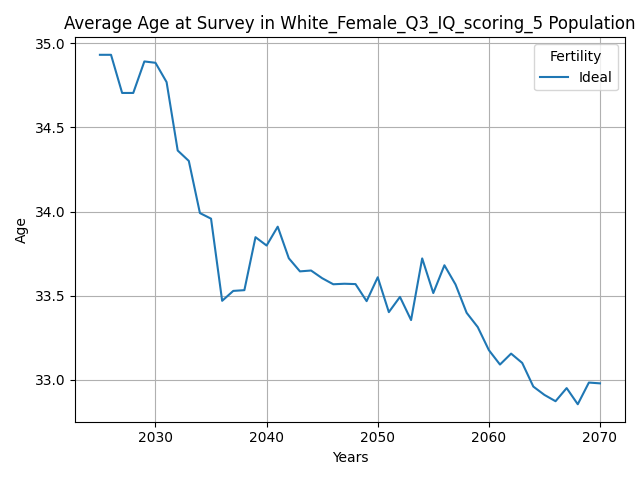 Average Age at Survey in White_Female_Q3_IQ_scoring_5 Population
Fertility
Ideal
35.0
34.5
34.0
33.5
33.0
Age
2030 2040 2050 2060 2070
Years